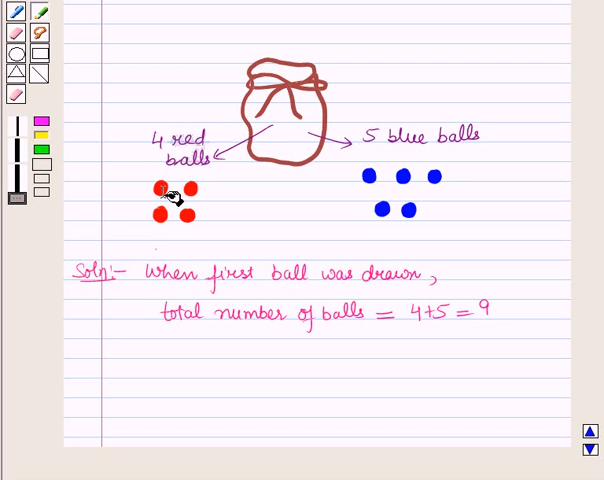 4 red
balls
5 blue balls
Soln:- When first ball was drawn,
total number of balls = 4+5 = 9